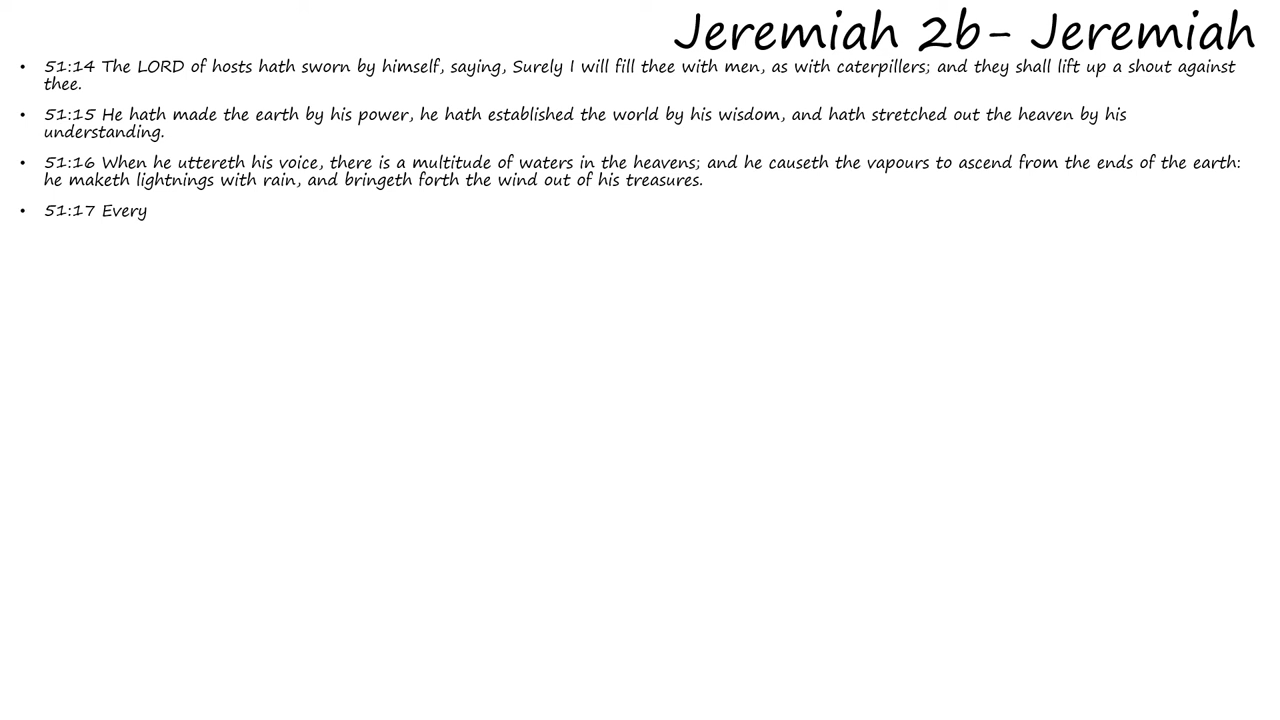 Jeremiah 2b- Jeremiah
• 51:14 The LORD of hosts hath sworn by himself, saying, Surely I will fill thee with men, as with caterpillers; and they shall lift up a shout against
thee.
• 51:15 He hath made the earth by his power, he hath established the world by his wisdom, and hath stretched out the heaven by his
understanding.
• 51:16 When he uttereth his voice, there is a multitude of waters in the heavens; and he causeth the vapours to ascend from the ends of the earth:
he maketh lightnings with rain, and bringeth forth the wind out of his treasures.
• 51:17 Every